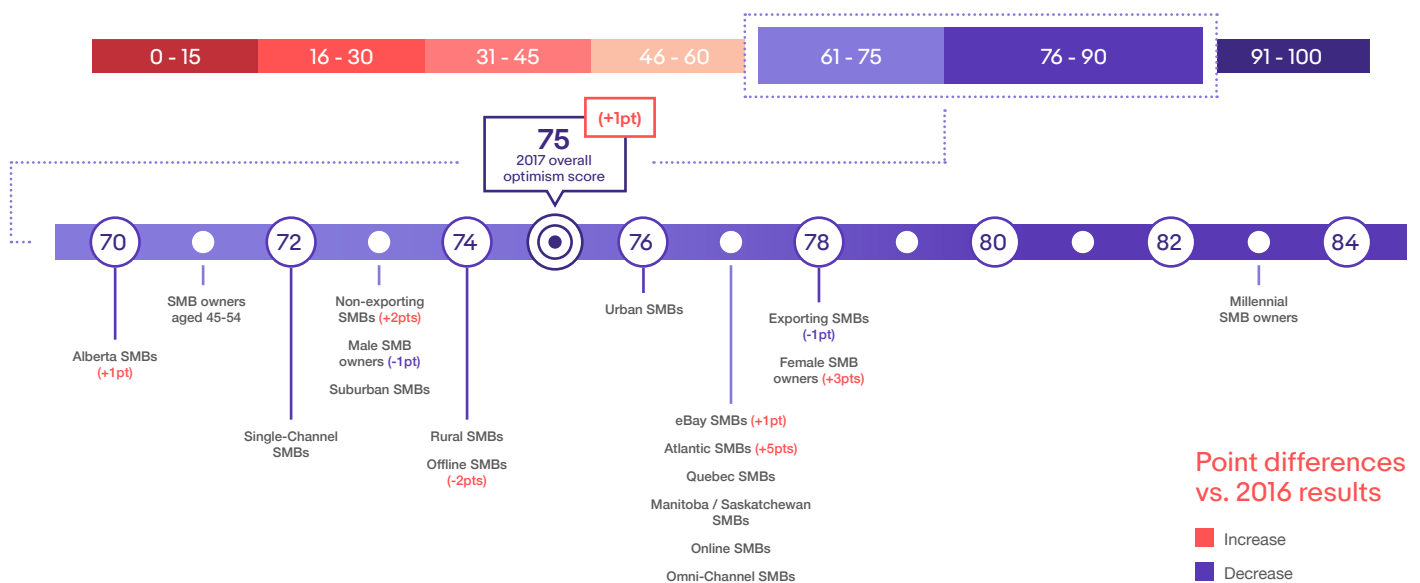 0 - 15
16 - 30
31 - 45
46 - 60
61 - 75
76 - 90
91 - 100
(+1pt)
75
2017 overall
optimism score
70
72
74
76
78
80
82
84
Alberta SMBs
(+1pt)
SMB owners
aged 45-54
Single-Channel
SMBs
Non-exporting
SMBs (+2pts)
Male SMB
owners (-1pt)
Suburban SMBs
Rural SMBs
Offline SMBs
(-2pts)
Urban SMBs
eBay SMBs (+1pt)
Atlantic SMBs (+5pts)
Quebec SMBs
Manitoba / Saskatchewan
SMBs
Online SMBs
Omni-Channel SMBs
Exporting SMBs
(-1pt)
Female SMB
owners (+3pts)
Millennial
SMB owners
Point differences
vs. 2016 results
Increase
Decrease